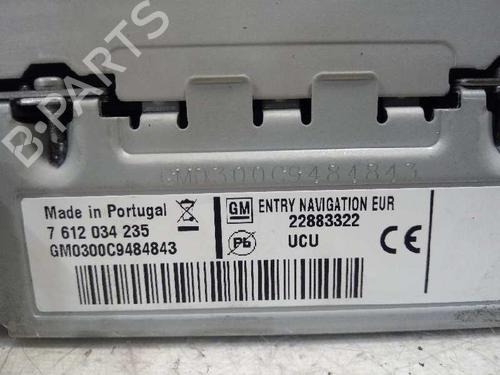 B-PARTS
GM0300C9484843
Made in Portugal
7 612 034 235
GM0300C9484843
GM ENTRY NAVIGATION EUR
22883322
Pb UCU
CE